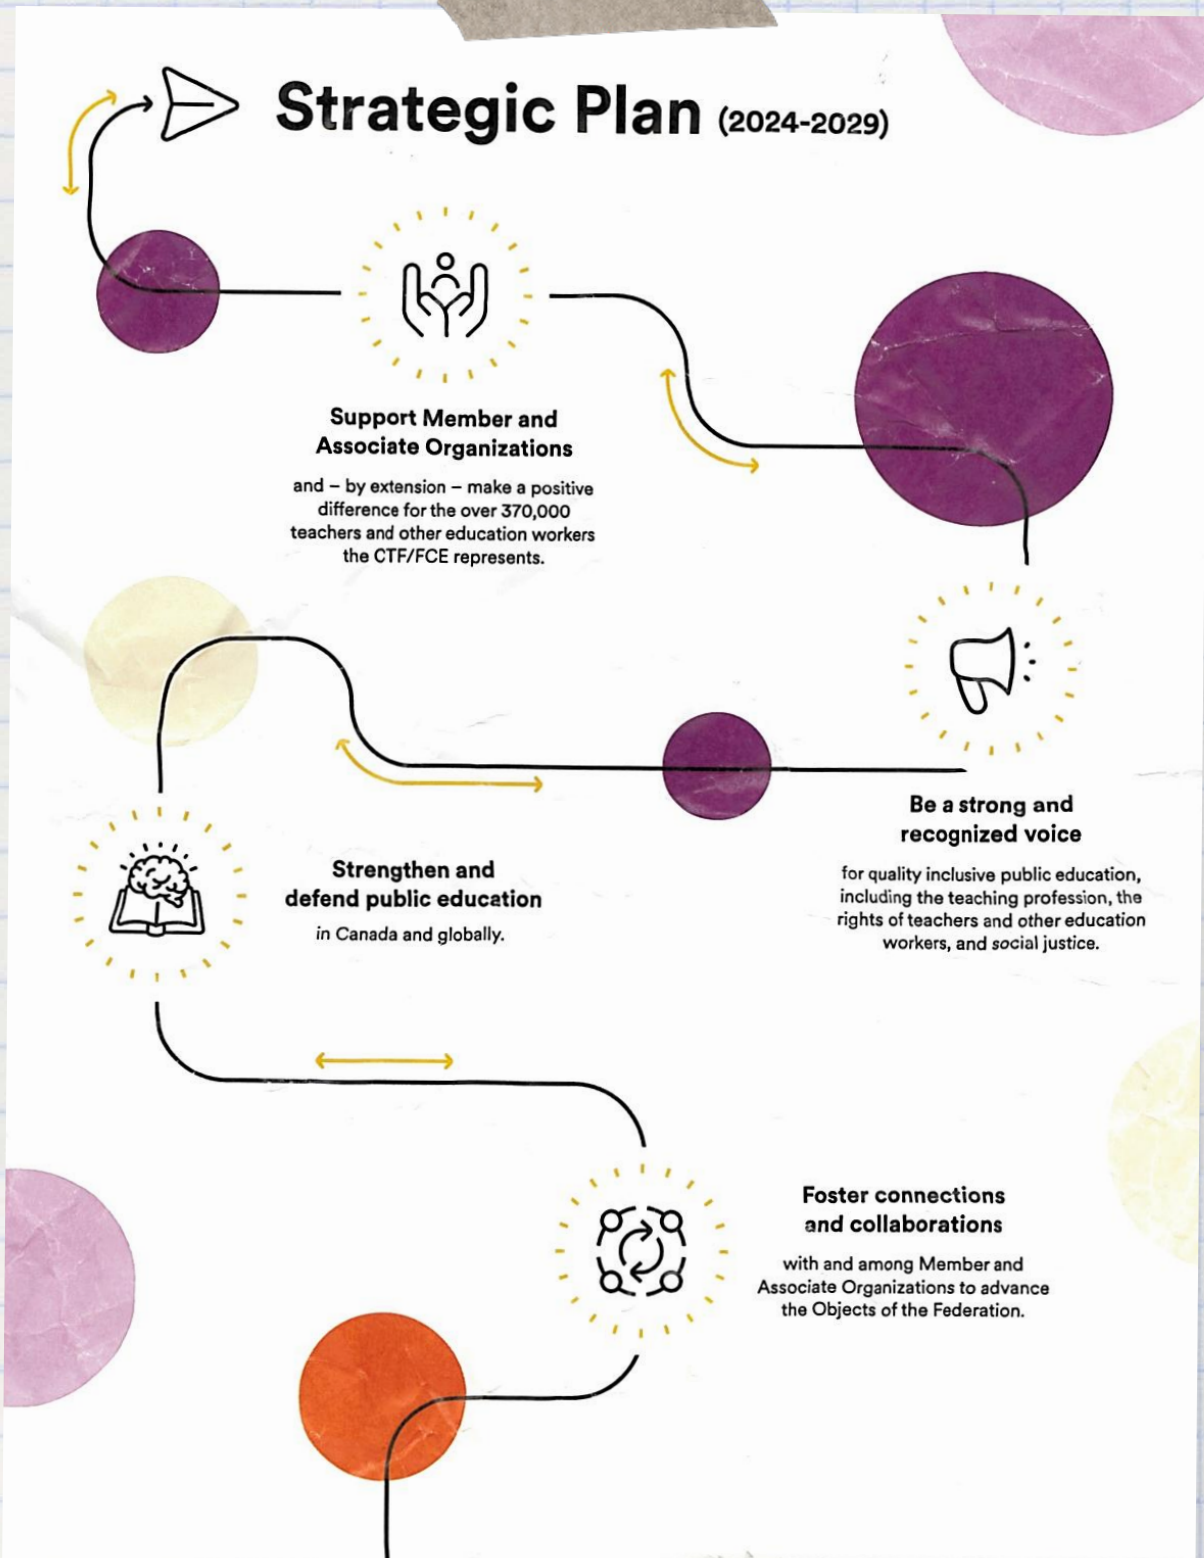 Strategic Plan (2024-2029)
Support Member and
Associate Organizations
and – by extension – make a positive
difference for the over 370,000
teachers and other education workers
the CTF/FCE represents.
Be a strong and
recognized voice
for quality inclusive public education,
including the teaching profession, the
rights of teachers and other education
workers, and social justice.
Strengthen and
defend public education
in Canada and globally.
Foster connections
and collaborations
with and among Member and
Associate Organizations to advance
the Objects of the Federation.